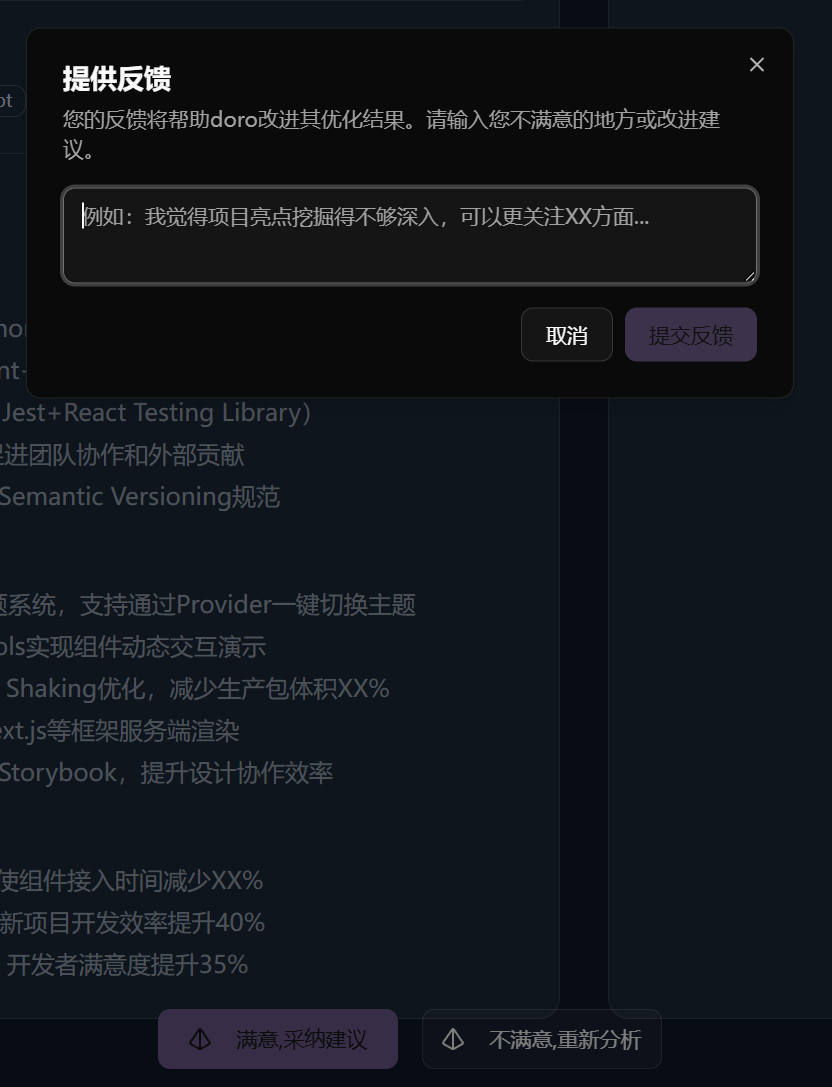 提供反馈
您的反馈将帮助doro改进其优化结果。请输入您不满意的地方或改进建
议。
例如：我觉得项目亮点挖掘得不够深入，可以更关注XX方面...
取消
提交反馈
Jest+React Testing Library)
进团队协作和外部贡献
Semantic Versioning规范
系统，支持通过Provider一键切换主题
ols实现组件动态交互演示
Shaking优化，减少生产包体积XX%
ext.js等框架服务端渲染
Storybook，提升设计协作效率
使组件接入时间减少XX%
新项目开发效率提升40%
开发者满意度提升35%
满意,采纳建议
不满意,重新分析